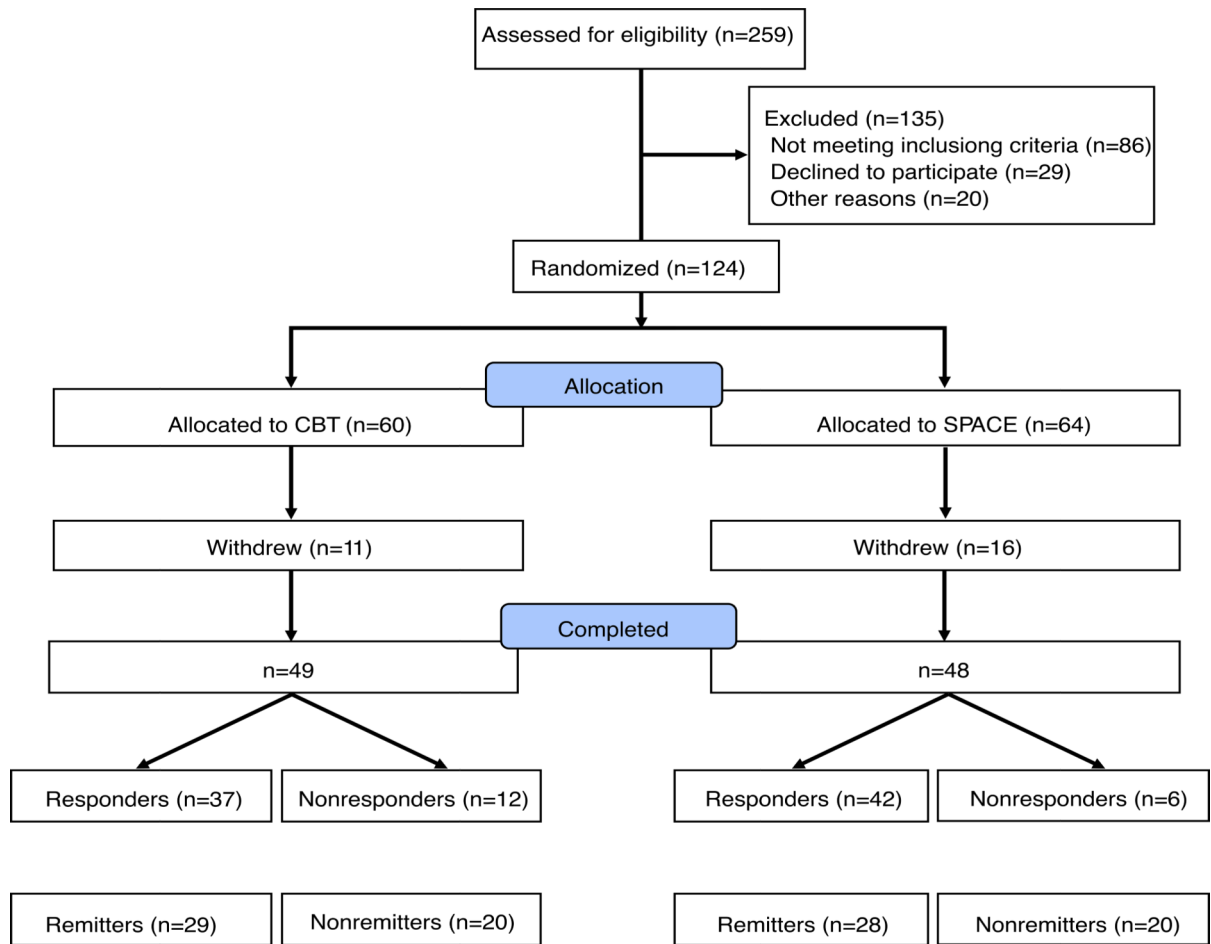 Assessed for eligibility (n=259)
Excluded (n=135)
Not meeting inclusiong criteria (n=86)
Declined to participate (n=29)
Other reasons (n=20)
Randomized (n=124)
Allocation
Allocated to CBT (n=60)
Allocated to SPACE (n=64)
Withdrew (n=11)
Withdrew (n=16)
Completed
n=49
n=48
Responders (n=37)
Nonresponders (n=12)
Responders (n=42)
Nonresponders (n=6)
Remitters (n=29)
Nonremitters (n=20)
Remitters (n=28)
Nonremitters (n=20)